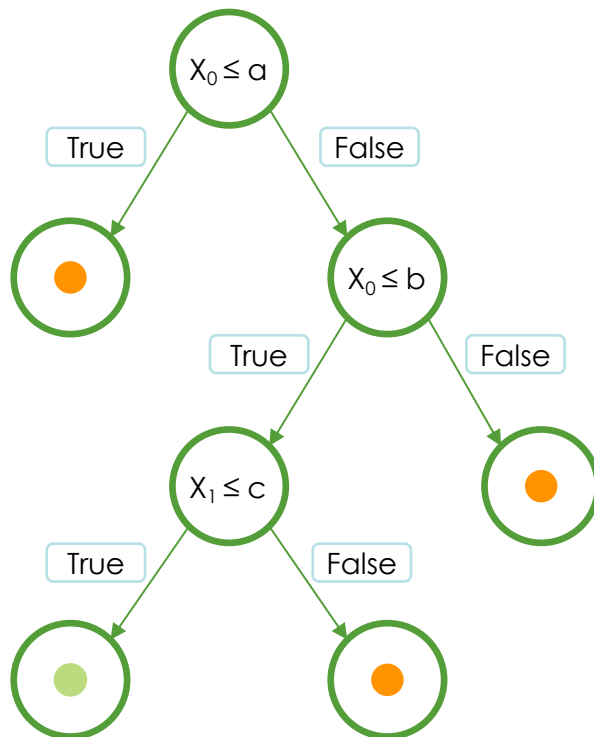 X₀ ≤ a
True
False
X₀ ≤ b
True
False
X₁ ≤ c
True
False